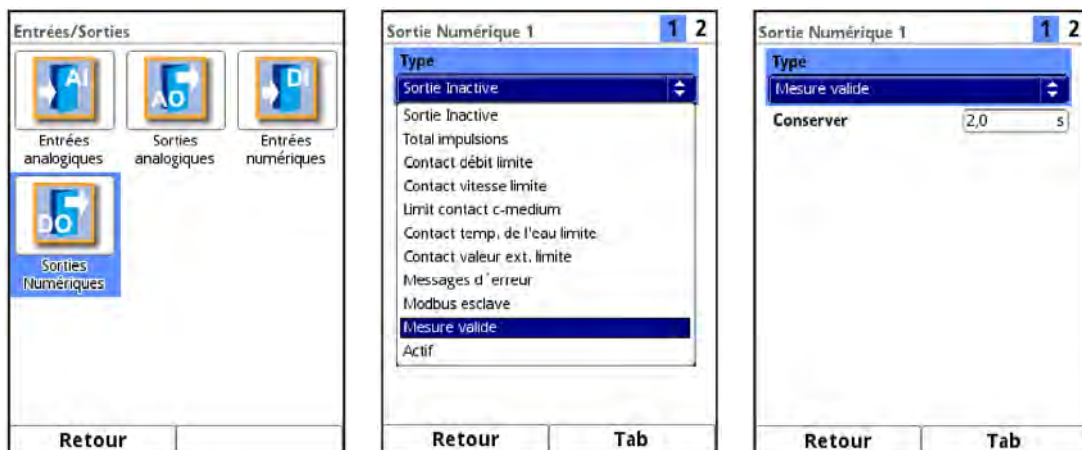 Entrées/Sorties
AI
AO
DI
Entrées analogiques
Sorties analogiques
Entrées numériques
DO
Sorties Numériques
Retour
Sortie Numérique 1
1 2
Type
Sortie Inactive
Sortie Inactive
Total impulsions
Contact débit limite
Contact vitesse limite
Limit contact c-medium
Contact temp. de l'eau limite
Contact valeur ext. limite
Messages d´erreur
Modbus esclave
Mesure valide
Actif
Retour Tab
Sortie Numérique 1
1 2
Type
Mesure valide
Conserver 2,0 s
Retour Tab